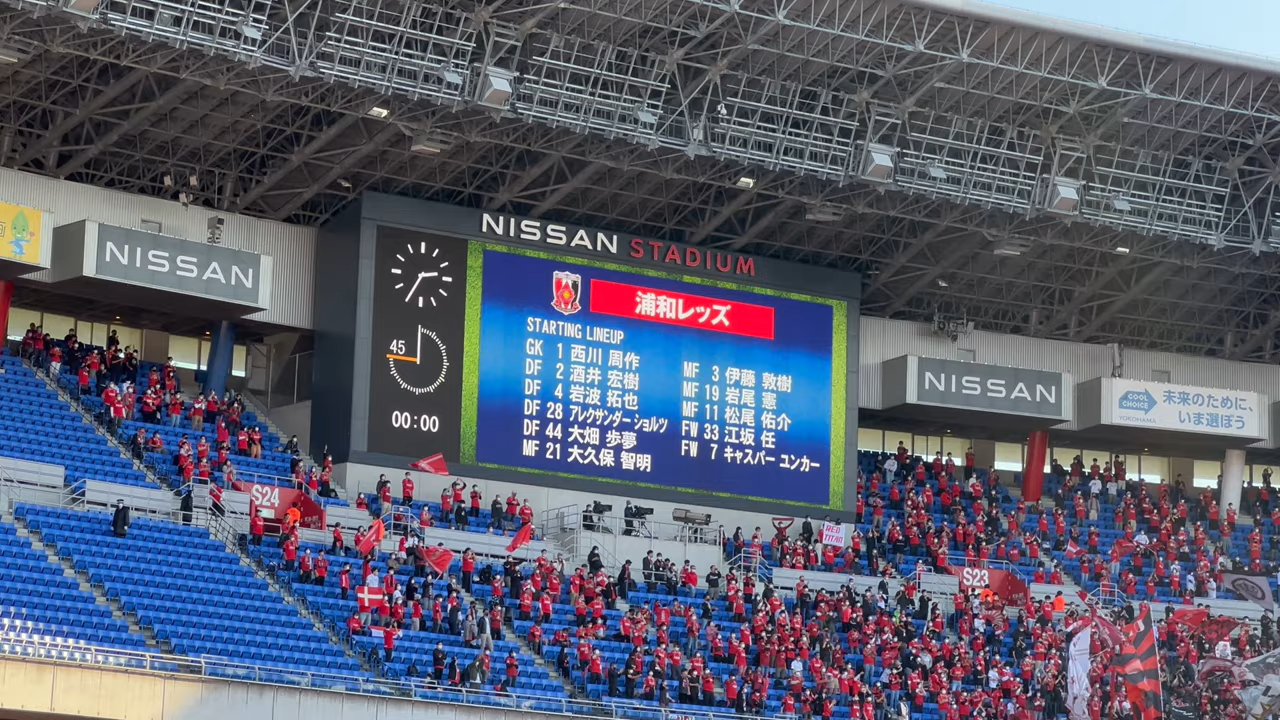 NISSAN STADIUM
NISSAN
浦和レッズ
STARTING LINEUP
GK 1 西川 周作
DF 2 酒井 宏樹
DF 4 岩波 拓也
DF 28 アレクサンダー ショルツ
DF 44 大畑 歩夢
MF 21 大久保 智明
MF 3 伊藤 敦樹
MF 19 岩尾 憲
MF 11 松尾 佑介
FW 33 江坂 任
FW 7 キャスパー ユンカー
45
00:00
NISSAN
COOL CHOICE
YOKOHAMA
未来のために、
いま選ぼう
S24
RED
TITAN
S23